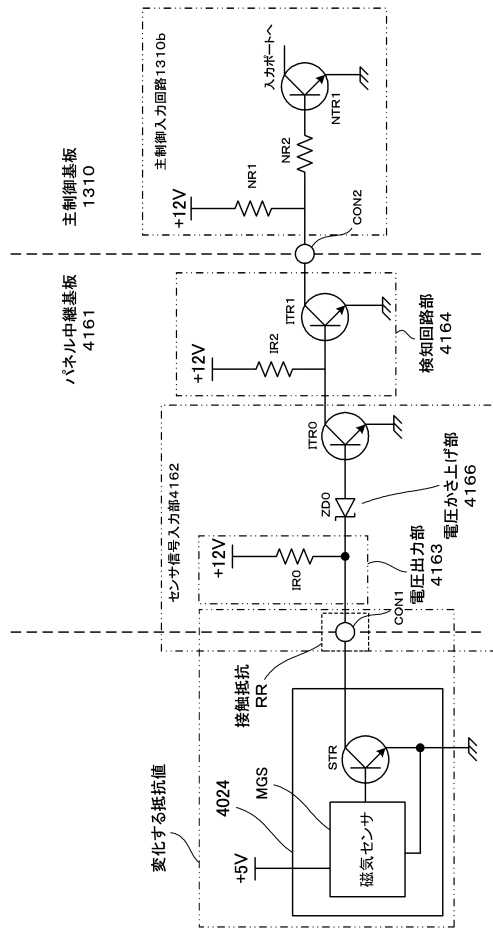 主制御基板
1310
主制御入力回路1310b
入力ポートへ
NTR1
NR2
NR1
+12V
CON2
パネル中継基板
4161
ITR1
IR2
+12V
検知回路部
4164
センサ信号入力部4162
ITR0
ZD0
電圧かさ上げ部
4166
+12V
IR0
電圧出力部
4163
CON1
接触抵抗
RR
変化する抵抗値
4024
MGS
STR
+5V
磁気センサ